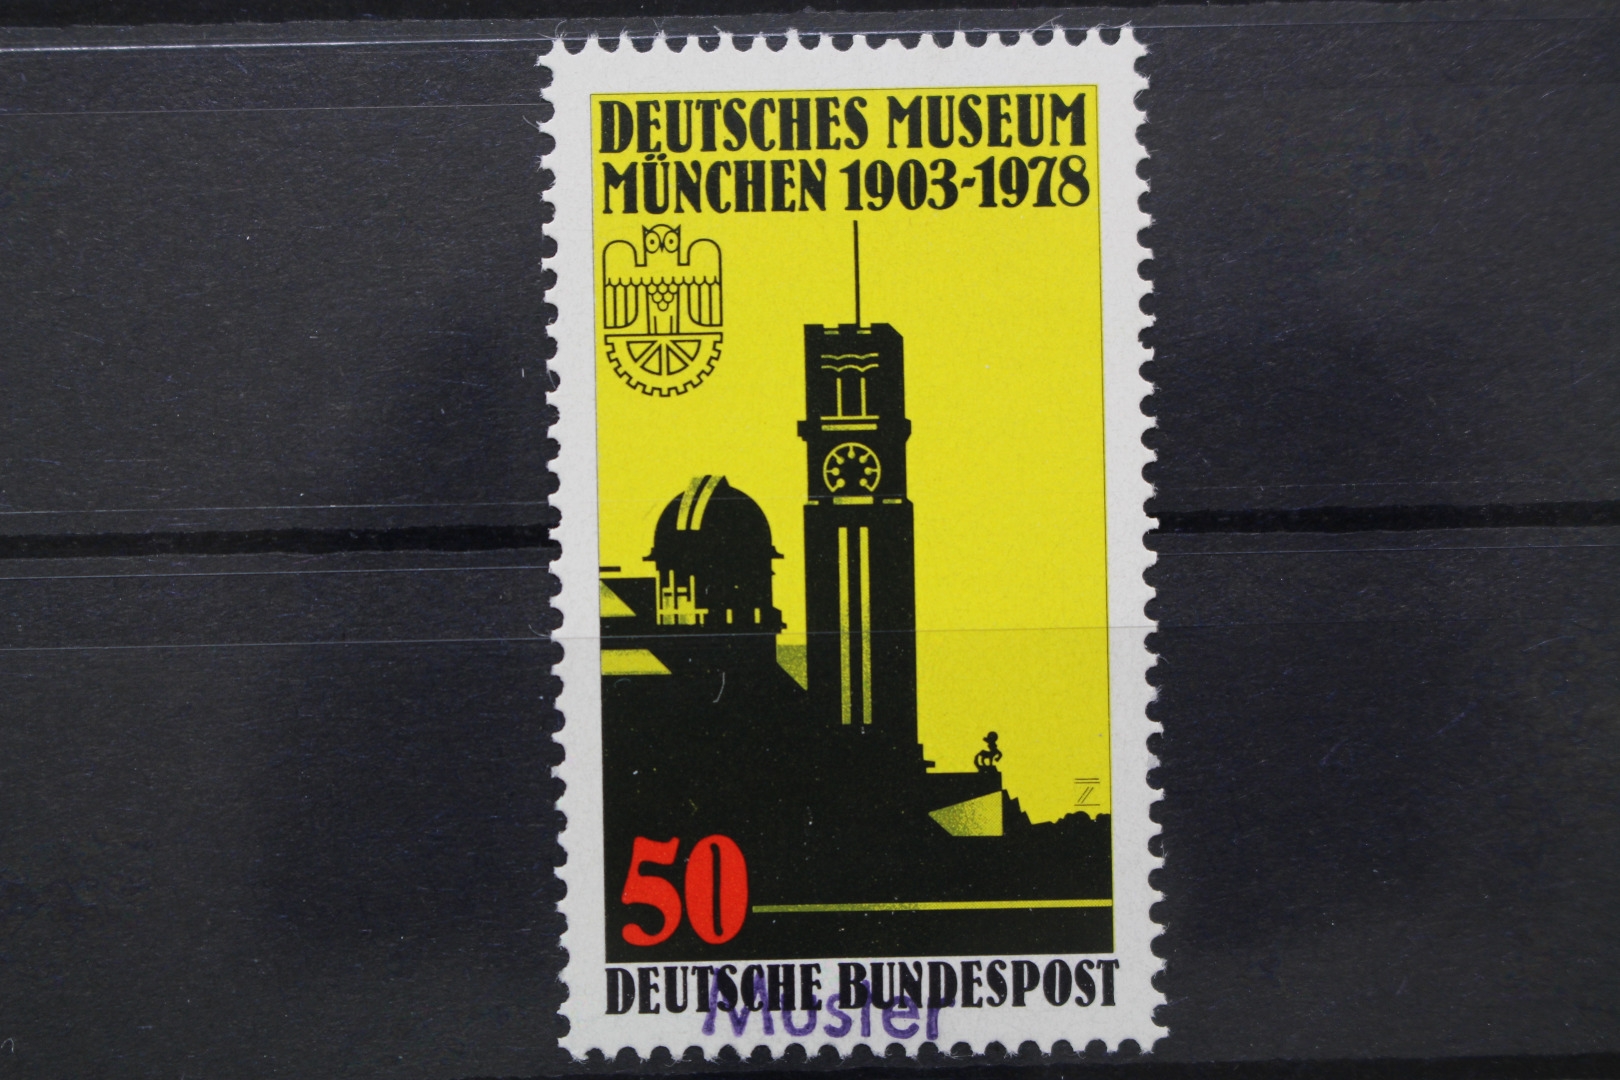 DEUTSCHES MUSEUM
MÜNCHEN 1903-1978
50
DEUTSCHE BUNDESPOST
Muster